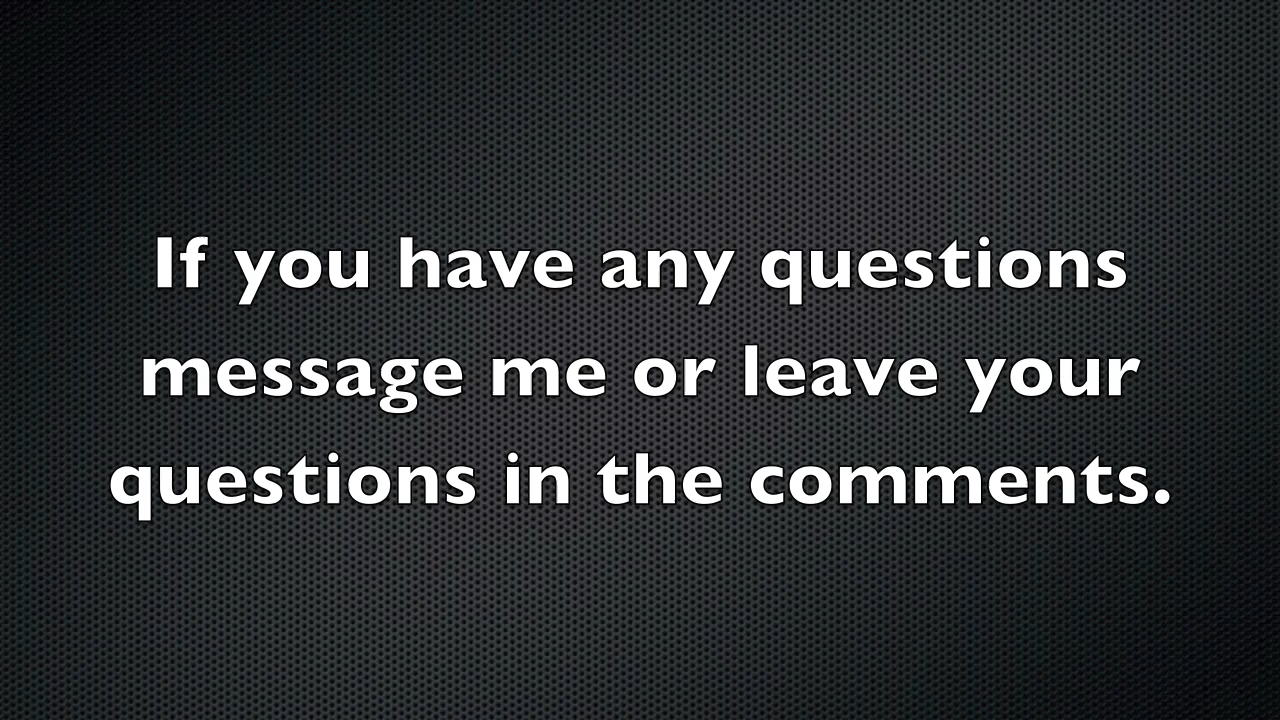 If you have any questions
message me or leave your
questions in the comments.